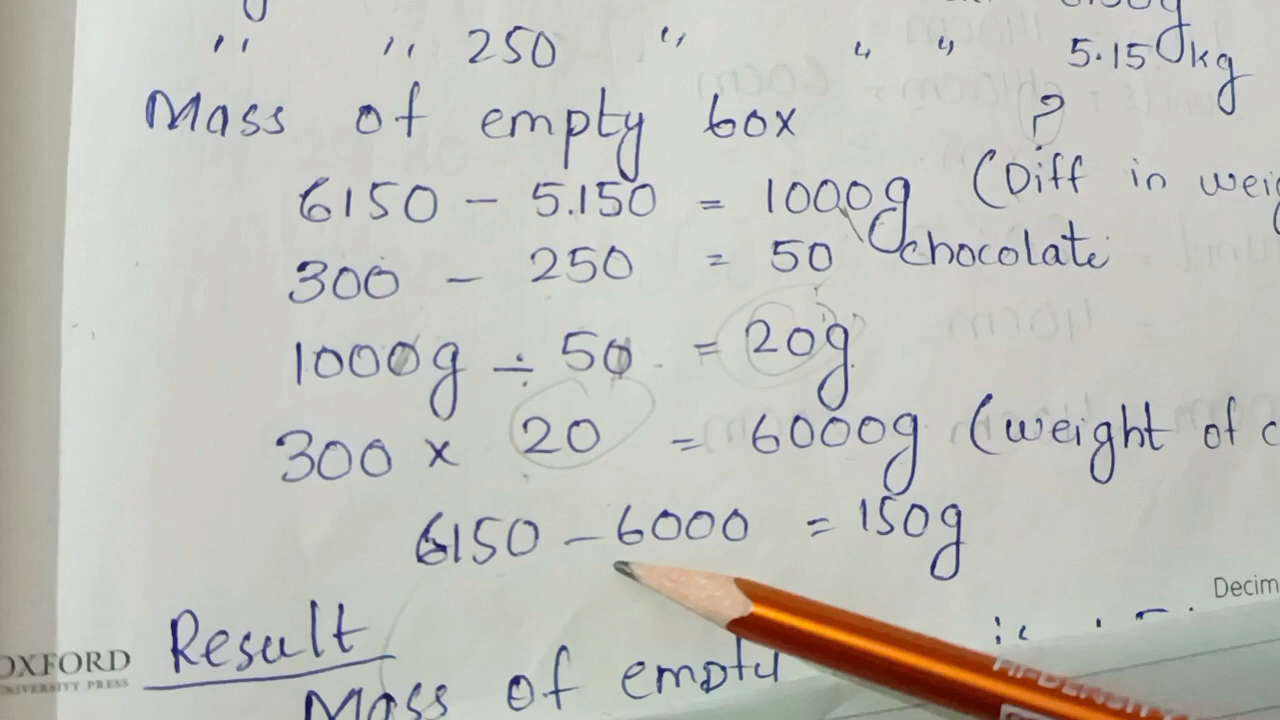 ,, ,, 250 ,, ,, ,, 5.150kg
Mass of empty box ?
6150 - 5.150 = 1000g (Diff in
300 - 250 = 50 chocolate
1000g ÷ 50 = 20g
300 x 20 = 6000g (weight of
6150 - 6000 = 150g
Decim
Result
OXFORD
UNIVERSITY PRESS
Mass of empty